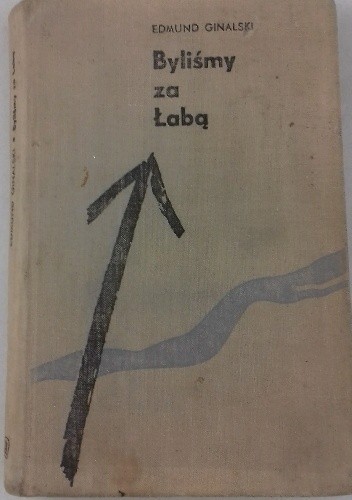 EDMUND GINALSKI
Byliśmy
za
Łabą